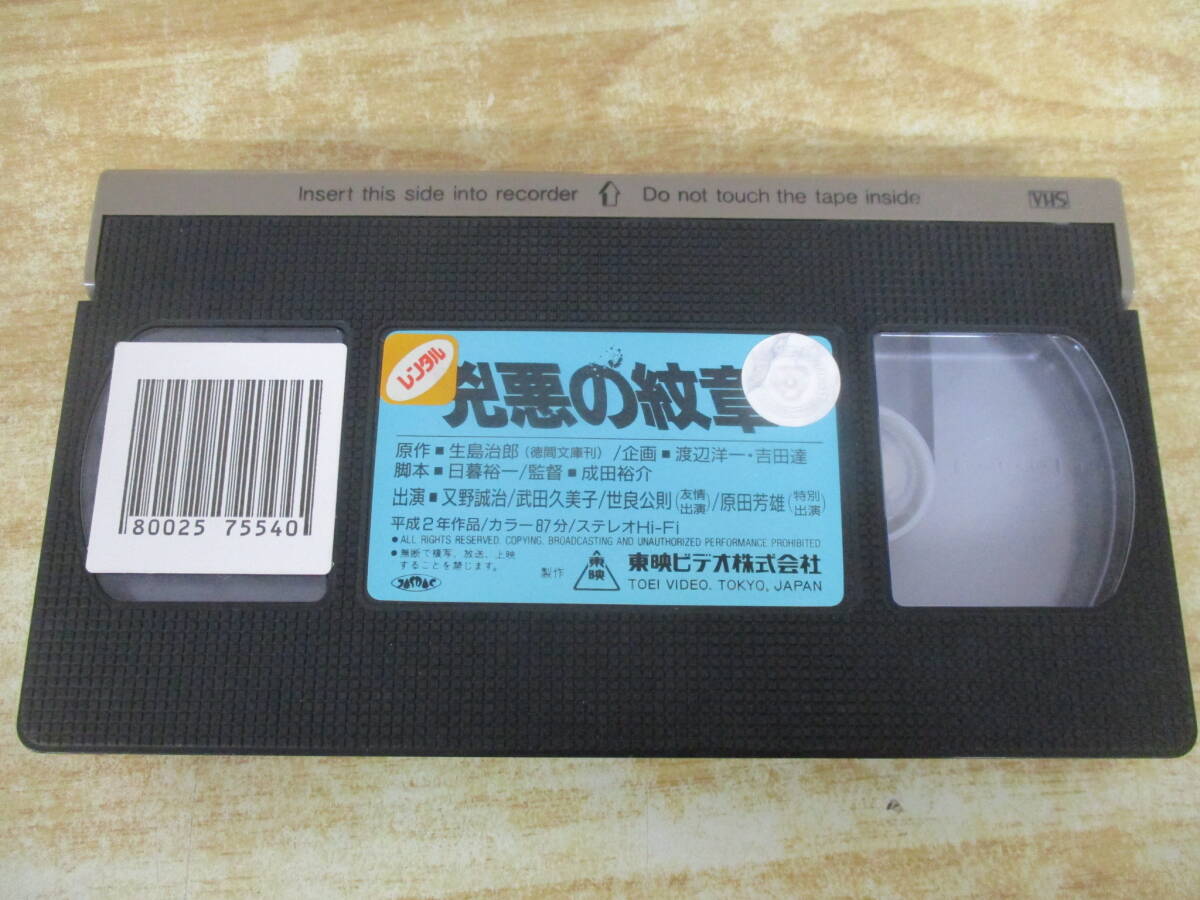 Insert this side into recorder ⇧ Do not touch the tape inside VHS
レンタル
兇悪の紋章
原作■生島治郎(徳間文庫刊)/企画■渡辺洋一・吉田達
脚本■日暮裕一/監督■成田裕介
出演■又野誠治/武田久美子/世良公則(友情出演)/原田芳雄(特別出演)
平成2年作品/カラー87分/ステレオHi-Fi
●ALL RIGHTS RESERVED. COPYING, BROADCASTING AND UNAUTHORIZED PERFORMANCE PROHIBITED
●無断で複写、放送、上映
することを禁じます。
製作 東映 東映ビデオ株式会社
TOEI VIDEO. TOKYO, JAPAN
80025 75540